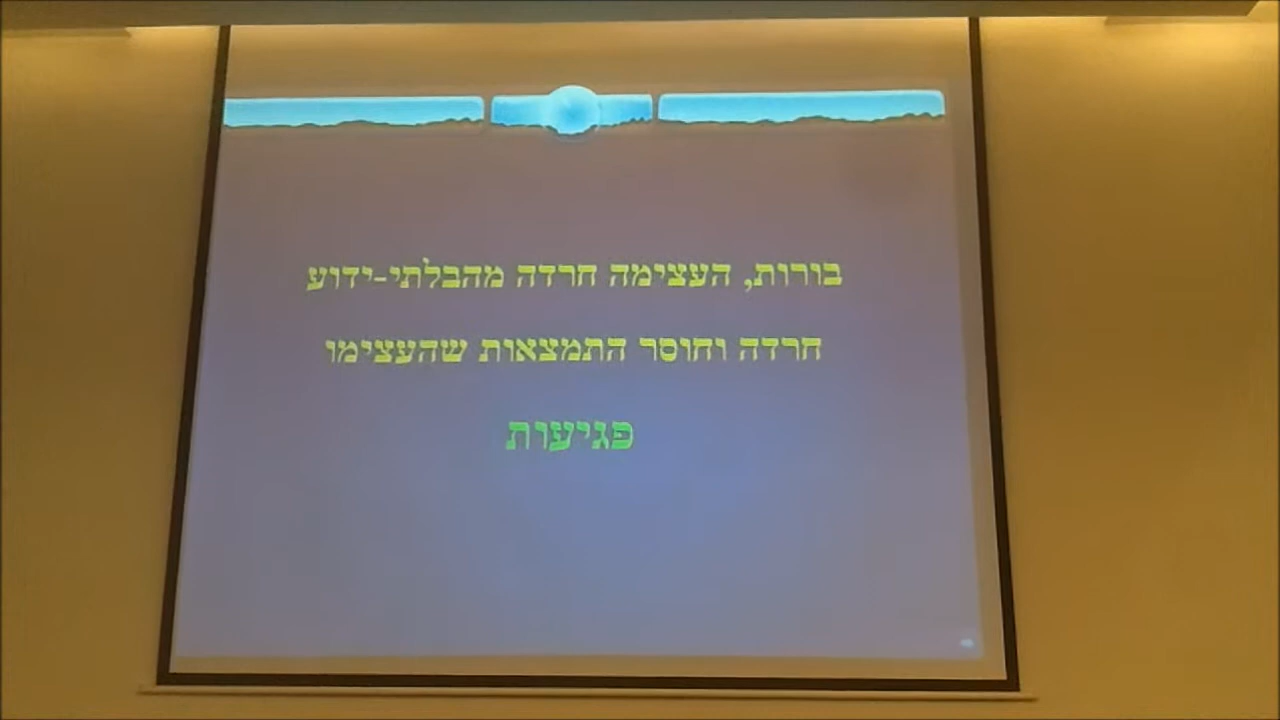 בורות, העצימה חרדה מהבלתי-ידוע
חרדה וחוסר התמצאות שהעצימו
פגיעות